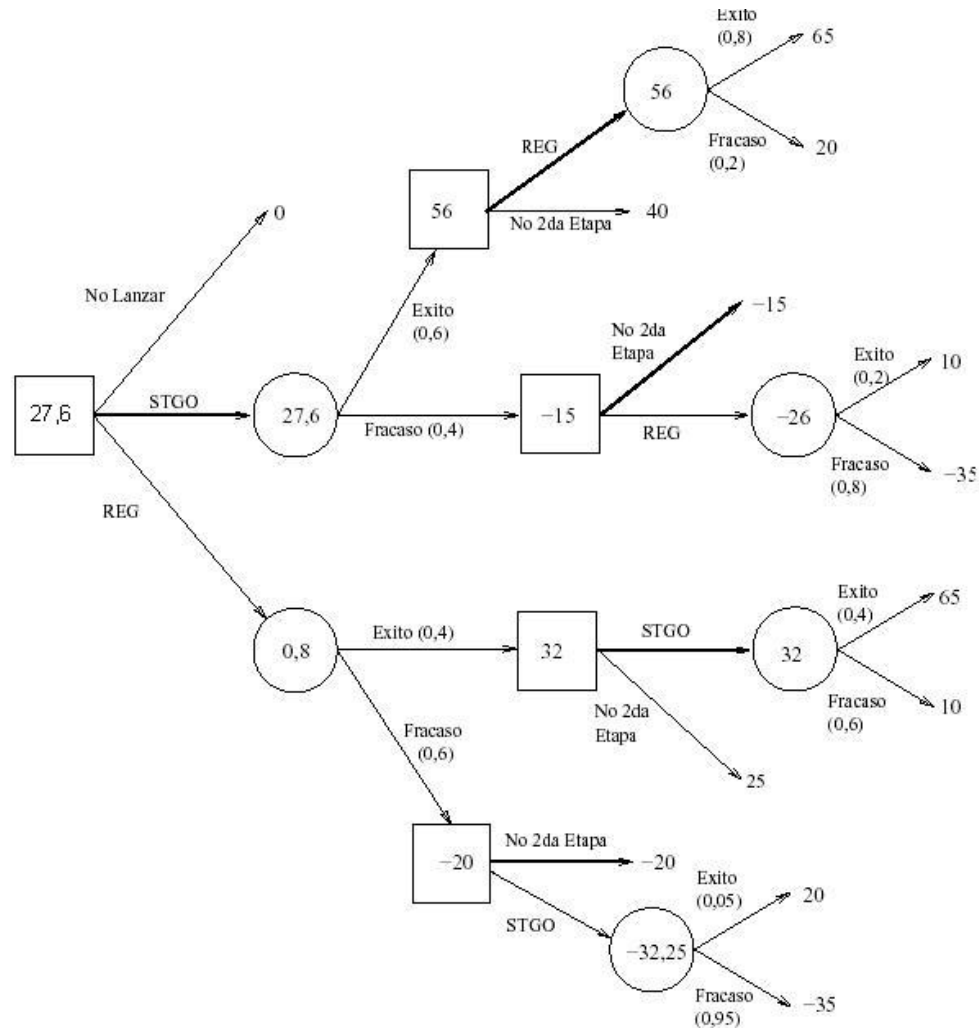 Exito
(0,8)
65
56
Fracaso
(0,2)
20
REG
56
No 2da Etapa
40
0
No Lanzar
Exito
(0,6)
No 2da
Etapa
−15
27,6
STGO
27,6
Fracaso (0,4)
−15
REG
−26
Exito
(0,2)
10
Fracaso
(0,8)
−35
REG
0,8
Exito (0,4)
32
STGO
32
Exito
(0,4)
65
Fracaso
(0,6)
10
No 2da
Etapa
25
Fracaso
(0,6)
−20
No 2da Etapa
−20
STGO
−32,25
Exito
(0,05)
20
Fracaso
(0,95)
−35